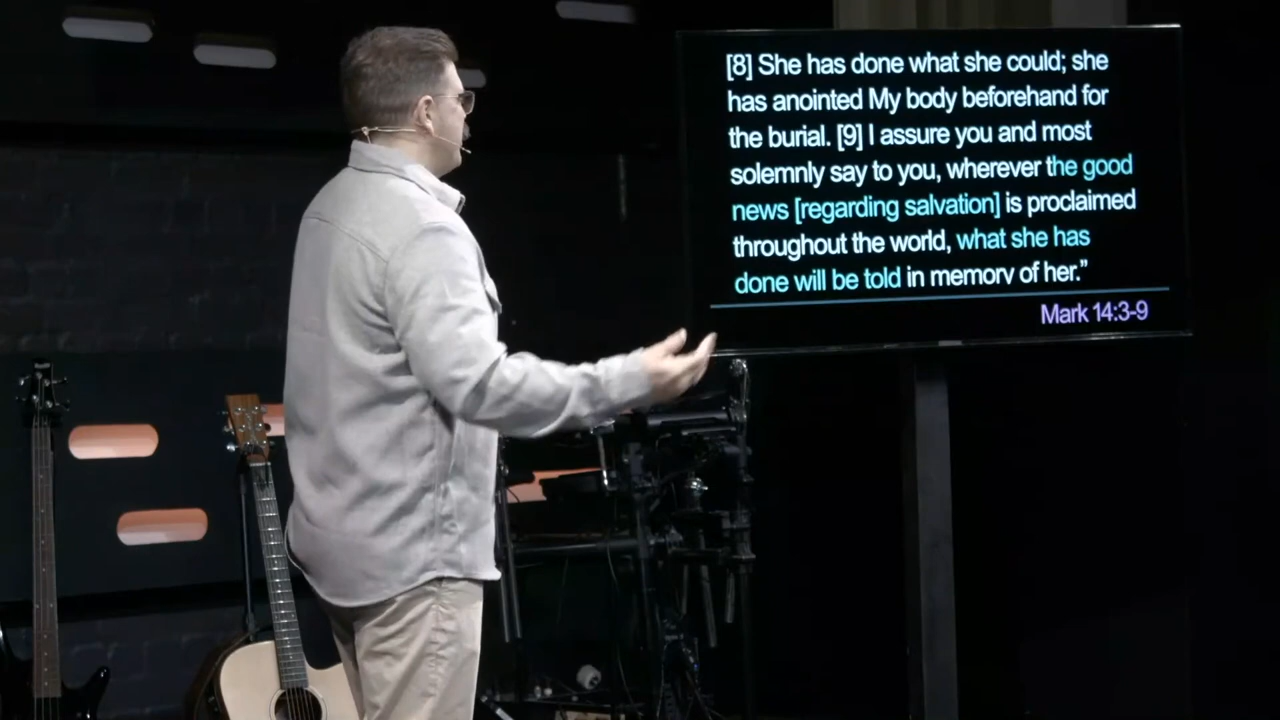 [8] She has done what she could; she
has anointed My body beforehand for
the burial. [9] I assure you and most
solemnly say to you, wherever the good
news [regarding salvation] is proclaimed
throughout the world, what she has
done will be told in memory of her.”
Mark 14:3-9